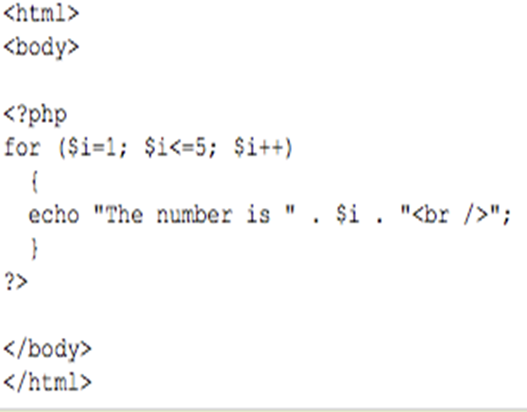 <html>
<body>
<?php
for ($i=1; $i<=5; $i++)
{
echo "The number is " . $i . "<br />";
}
?>
</body>
</html>